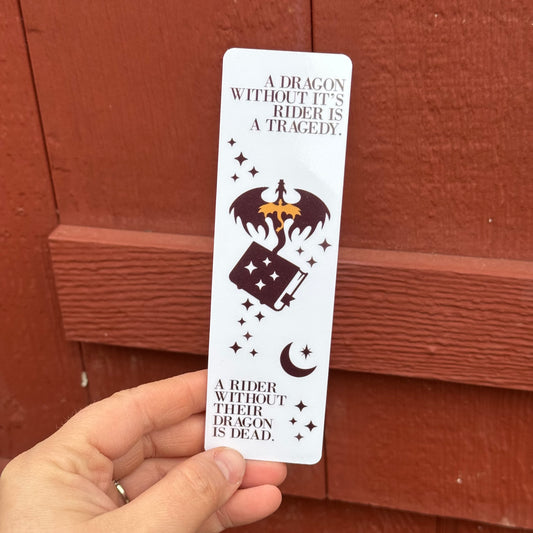 A DRAGON
WITHOUT IT'S
RIDER IS
A TRAGEDY.
A RIDER
WITHOUT
THEIR
DRAGON
IS DEAD.